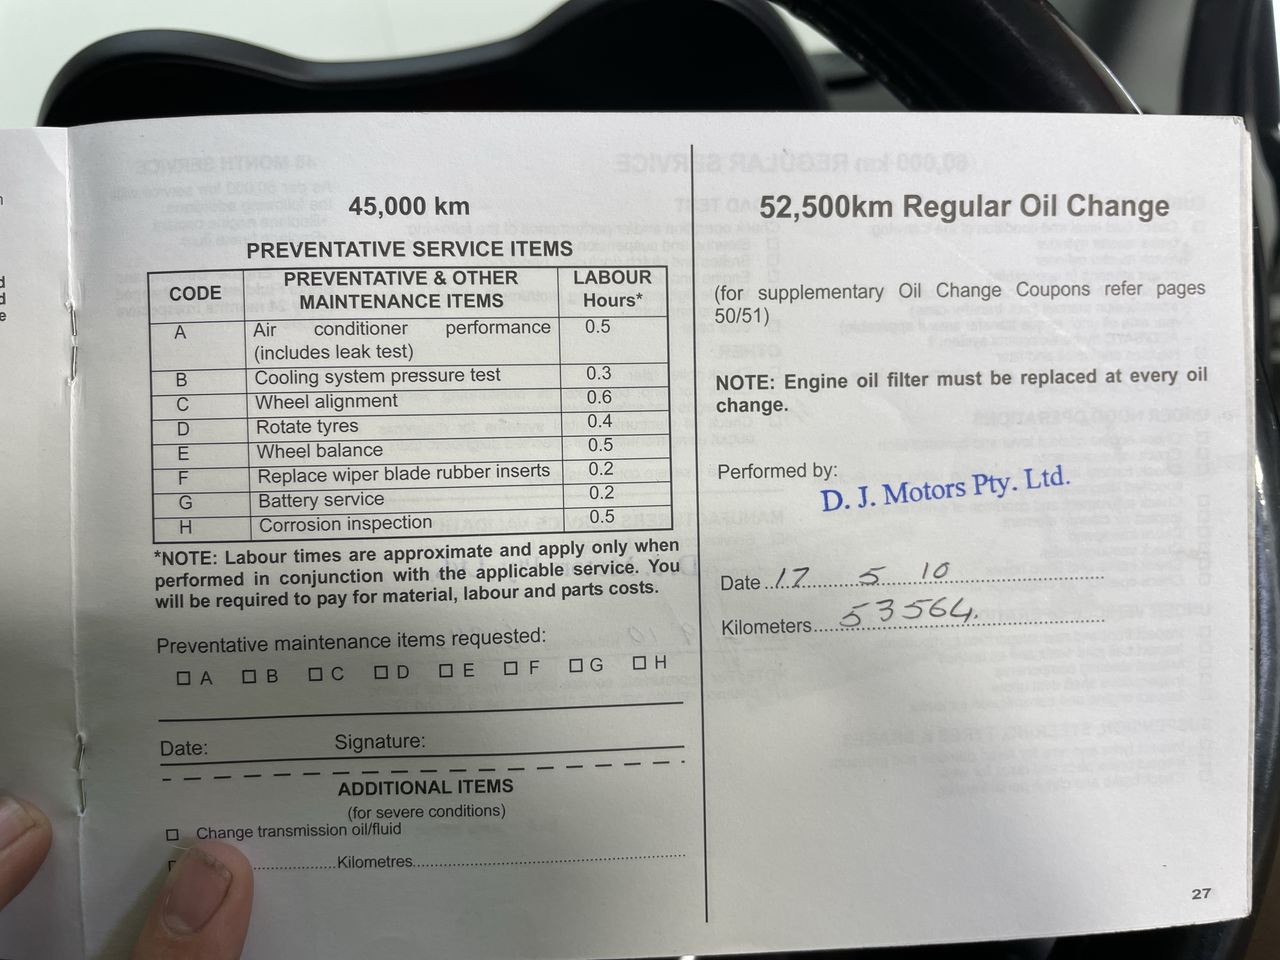 45,000 km
PREVENTATIVE SERVICE ITEMS
CODE PREVENTATIVE & OTHER MAINTENANCE ITEMS LABOUR Hours*
A Air conditioner performance (includes leak test) 0.5
B Cooling system pressure test 0.3
C Wheel alignment 0.6
D Rotate tyres 0.4
E Wheel balance 0.5
F Replace wiper blade rubber inserts 0.2
G Battery service 0.2
H Corrosion inspection 0.5
*NOTE: Labour times are approximate and apply only when
performed in conjunction with the applicable service. You
will be required to pay for material, labour and parts costs.
Preventative maintenance items requested:
☐ A ☐ B ☐ C ☐ D ☐ E ☐ F ☐ G ☐ H
Date: Signature:
ADDITIONAL ITEMS
(for severe conditions)
☐ Change transmission oil/fluid
Kilometres
52,500km Regular Oil Change
(for supplementary Oil Change Coupons refer pages
50/51)
NOTE: Engine oil filter must be replaced at every oil
change.
Performed by:
D. J. Motors Pty. Ltd.
Date 17 5 10
Kilometers 53564.
27